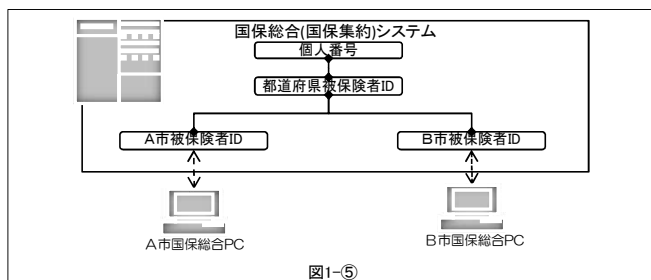 国保総合(国保集約)システム
個人番号
都道府県被保険者ID
A市被保険者ID
B市被保険者ID
A市国保総合PC
B市国保総合PC
図1-⑤